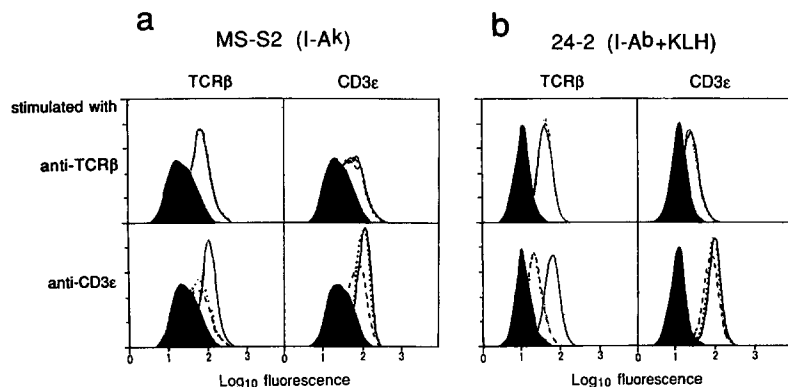 a
MS-S2 (I-Ak)
b
24-2 (I-Ab+KLH)
TCRβ CD3ε TCRβ CD3ε
stimulated with
anti-TCRβ
anti-CD3ε
0 1 2 3 0 1 2 3 0 1 2 3 0 1 2 3
Log10 fluorescence Log10 fluorescence